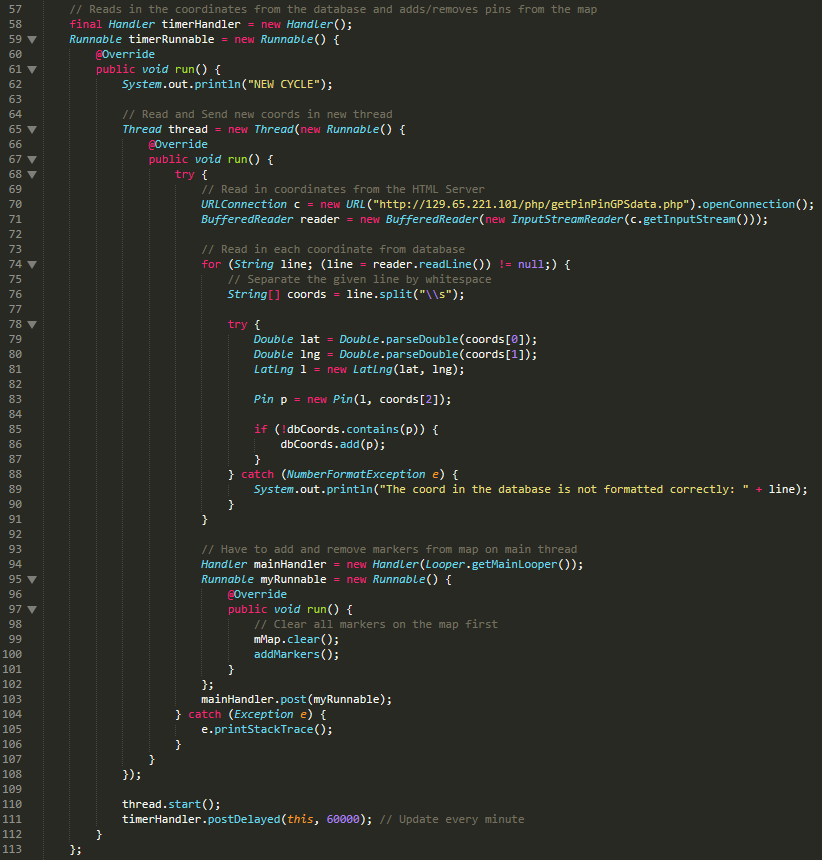 57 // Reads in the coordinates from the database and adds/removes pins from the map
58 final Handler timerHandler = new Handler();
59 Runnable timerRunnable = new Runnable() {
60 @Override
61 public void run() {
62 System.out.println("NEW CYCLE");
63
64 // Read and Send new coords in new thread
65 Thread thread = new Thread(new Runnable() {
66 @Override
67 public void run() {
68 try {
69 // Read in coordinates from the HTML Server
70 URLConnection c = new URL("http://129.65.221.101/php/getPinPinGPSdata.php").openConnection();
71 BufferedReader reader = new BufferedReader(new InputStreamReader(c.getInputStream()));
72
73 // Read in each coordinate from database
74 for (String line; (line = reader.readLine()) != null;) {
75 // Separate the given line by whitespace
76 String[] coords = line.split("\\s");
77
78 try {
79 Double lat = Double.parseDouble(coords[0]);
80 Double lng = Double.parseDouble(coords[1]);
81 LatLng l = new LatLng(lat, lng);
82
83 Pin p = new Pin(l, coords[2]);
84
85 if (!dbCoords.contains(p)) {
86 dbCoords.add(p);
87 }
88 } catch (NumberFormatException e) {
89 System.out.println("The coord in the database is not formatted correctly: " + line);
90 }
91 }
92
93 // Have to add and remove markers from map on main thread
94 Handler mainHandler = new Handler(Looper.getMainLooper());
95 Runnable myRunnable = new Runnable() {
96 @Override
97 public void run() {
98 // Clear all markers on the map first
99 mMap.clear();
100 addMarkers();
101 }
102 };
103 mainHandler.post(myRunnable);
104 } catch (Exception e) {
105 e.printStackTrace();
106 }
107 }
108 });
109
110 thread.start();
111 timerHandler.postDelayed(this, 60000); // Update every minute
112 }
113 };